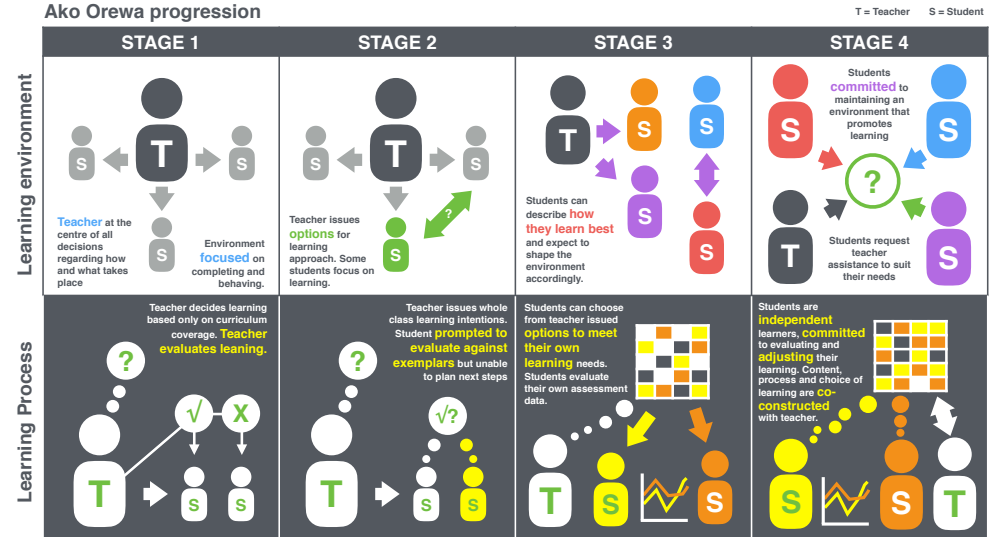 Ako Orewa progression
T = Teacher S = Student
STAGE 1
STAGE 2
STAGE 3
STAGE 4
Learning environment
T
S
S
S
Teacher at the
centre of all
decisions
regarding how
and what takes
place
Environment
focused on
completing and
behaving.
T
S
S
S
?
Teacher issues
options for
learning
approach. Some
students focus on
learning.
T
S
S
S
S
Students can
describe how
they learn best
and expect to
shape the
environment
accordingly.
S
S
Students
committed to
maintaining an
environment that
promotes
learning
?
T
S
Students request
teacher
assistance to suit
their needs
Learning Process
Teacher decides learning
based only on curriculum
coverage. Teacher
evaluates leaning.
?
√
X
T
S
S
Teacher issues whole
class learning intentions.
Student prompted to
evaluate against
exemplars but unable
to plan next steps
?
√?
T
S
S
Students can choose
from teacher issued
options to meet
their own
learning needs.
Students evaluate
their own assessment
data.
T
S
S
Students are
independent
learners, committed
to evaluating and
adjusting their
learning. Content,
process and choice of
learning are co-
constructed
with teacher.
S
S
T